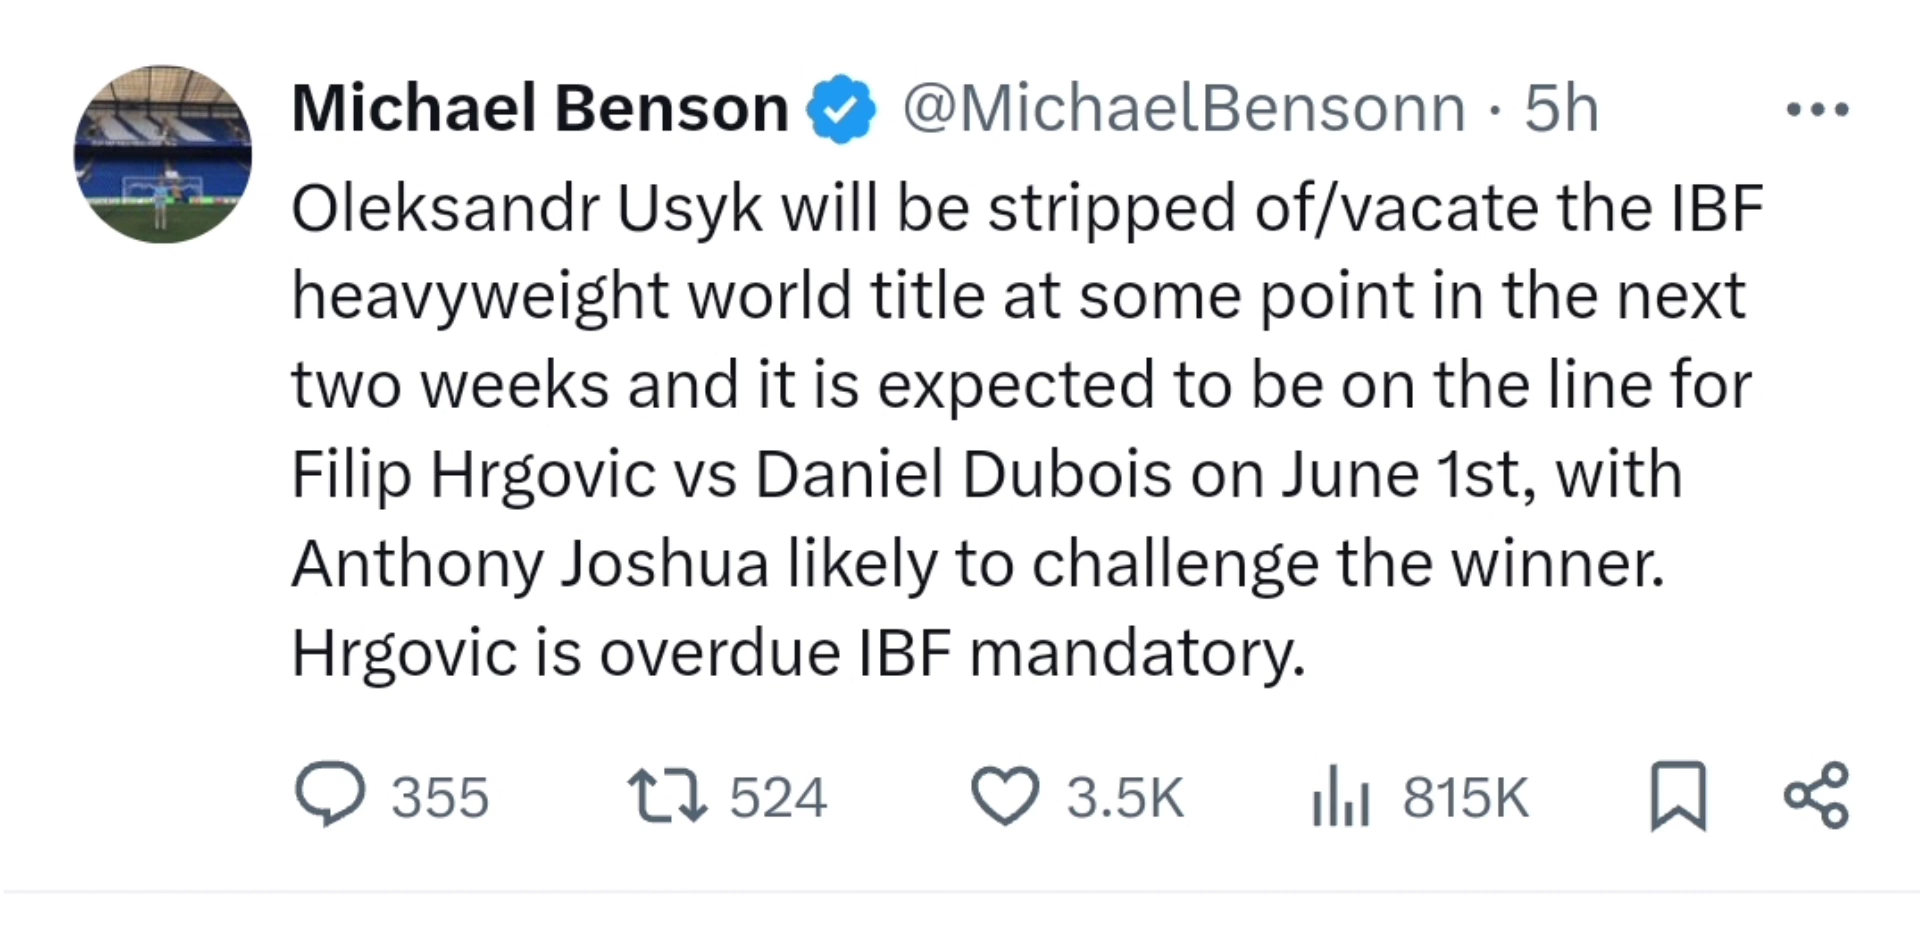 Michael Benson @MichaelBensonn · 5h
Oleksandr Usyk will be stripped of/vacate the IBF
heavyweight world title at some point in the next
two weeks and it is expected to be on the line for
Filip Hrgovic vs Daniel Dubois on June 1st, with
Anthony Joshua likely to challenge the winner.
Hrgovic is overdue IBF mandatory.
355 524 3.5K 815K